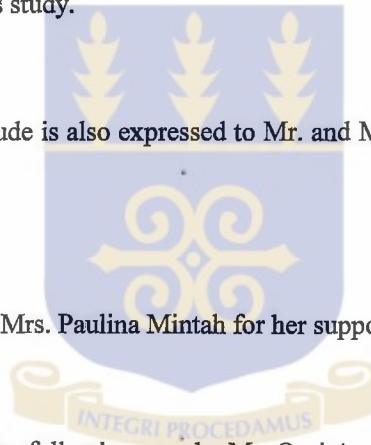 s study.
ude is also expressed to Mr. and M
Mrs. Paulina Mintah for her suppo
INTEGRI PROCEDAMUS